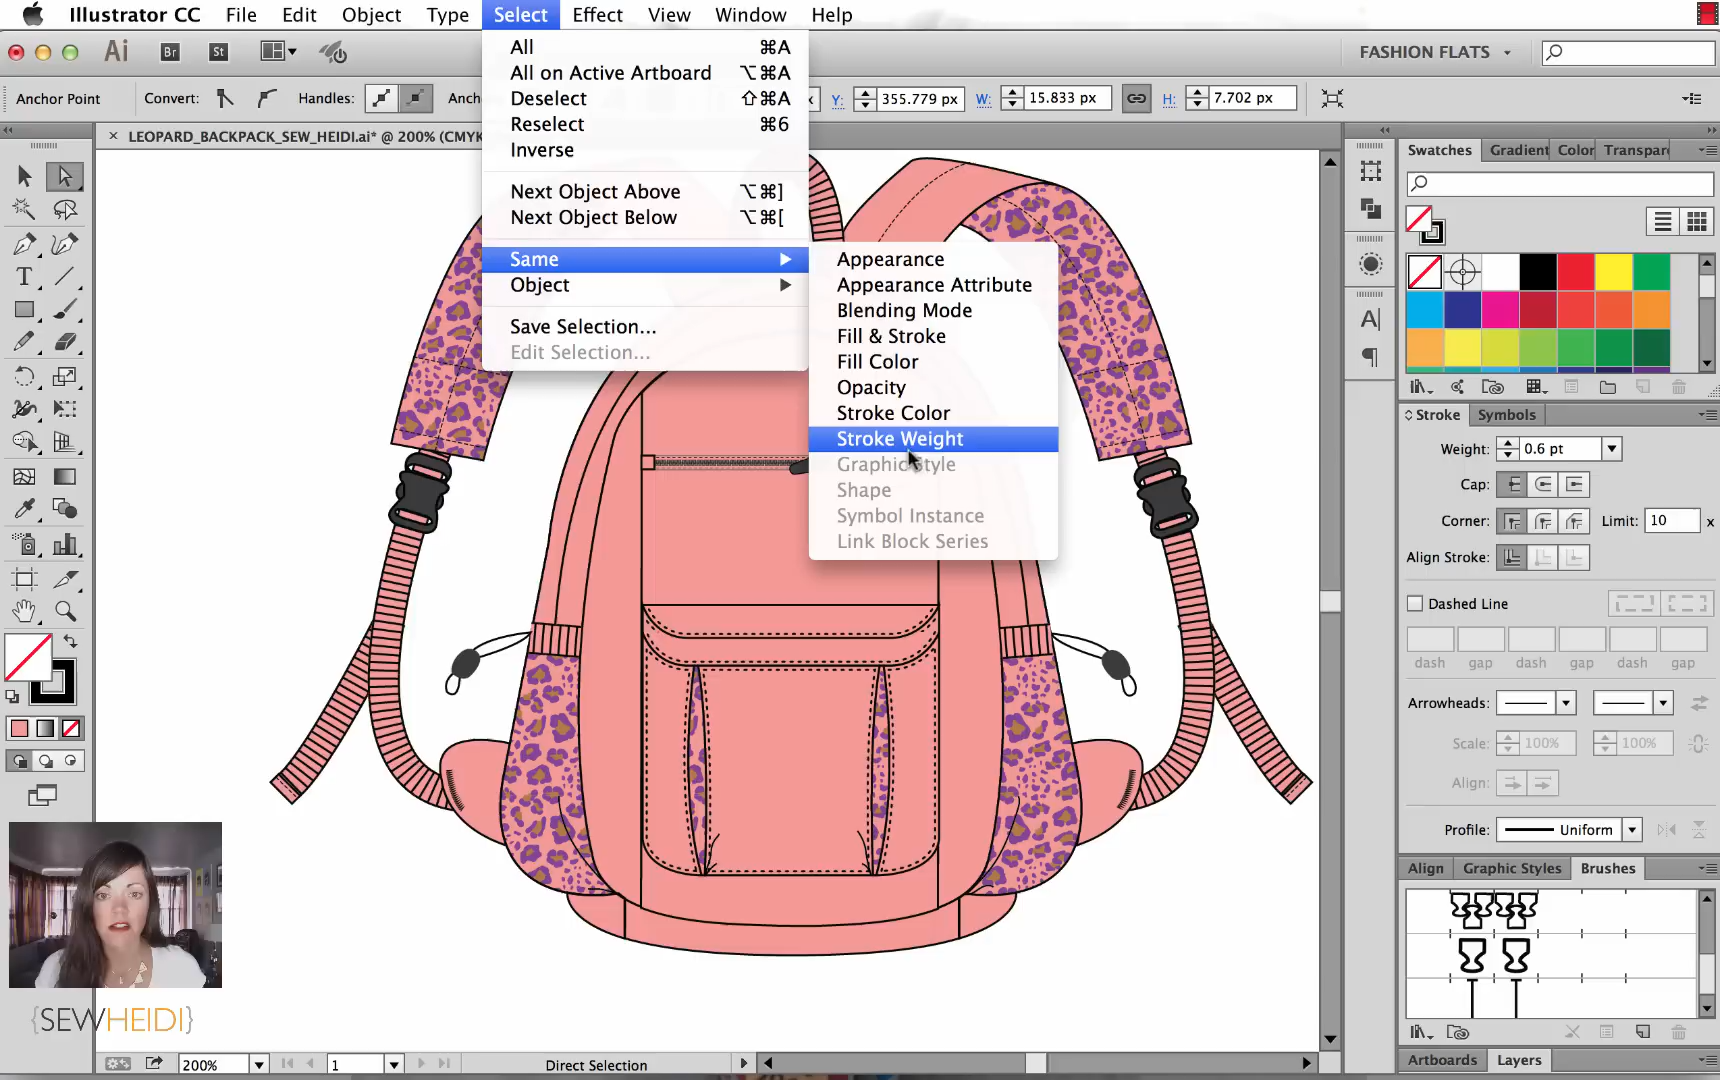 Illustrator CC File Edit Object Type Select Effect View Window Help
Ai Br St FASHION FLATS
Anchor Point Convert: Handles: Anch x Y: 355.779 px W: 15.833 px H: 7.702 px
× LEOPARD_BACKPACK_SEW_HEIDI.ai* @ 200% (CMYK
All ⌘A
All on Active Artboard ⌥⌘A
Deselect ⇧⌘A
Reselect ⌘6
Inverse
Next Object Above ⌥⌘]
Next Object Below ⌥⌘[
Same
Object
Save Selection...
Edit Selection...
Appearance
Appearance Attribute
Blending Mode
Fill & Stroke
Fill Color
Opacity
Stroke Color
Stroke Weight
Graphic Style
Shape
Symbol Instance
Link Block Series
Swatches Gradient Color Transpar
Stroke Symbols
Weight: 0.6 pt
Cap:
Corner: Limit: 10 x
Align Stroke:
Dashed Line
dash gap dash gap dash gap
Arrowheads:
Scale: 100% 100%
Align:
Profile: Uniform
Align Graphic Styles Brushes
Artboards Layers
{SEWHEIDI}
200% 1 Direct Selection